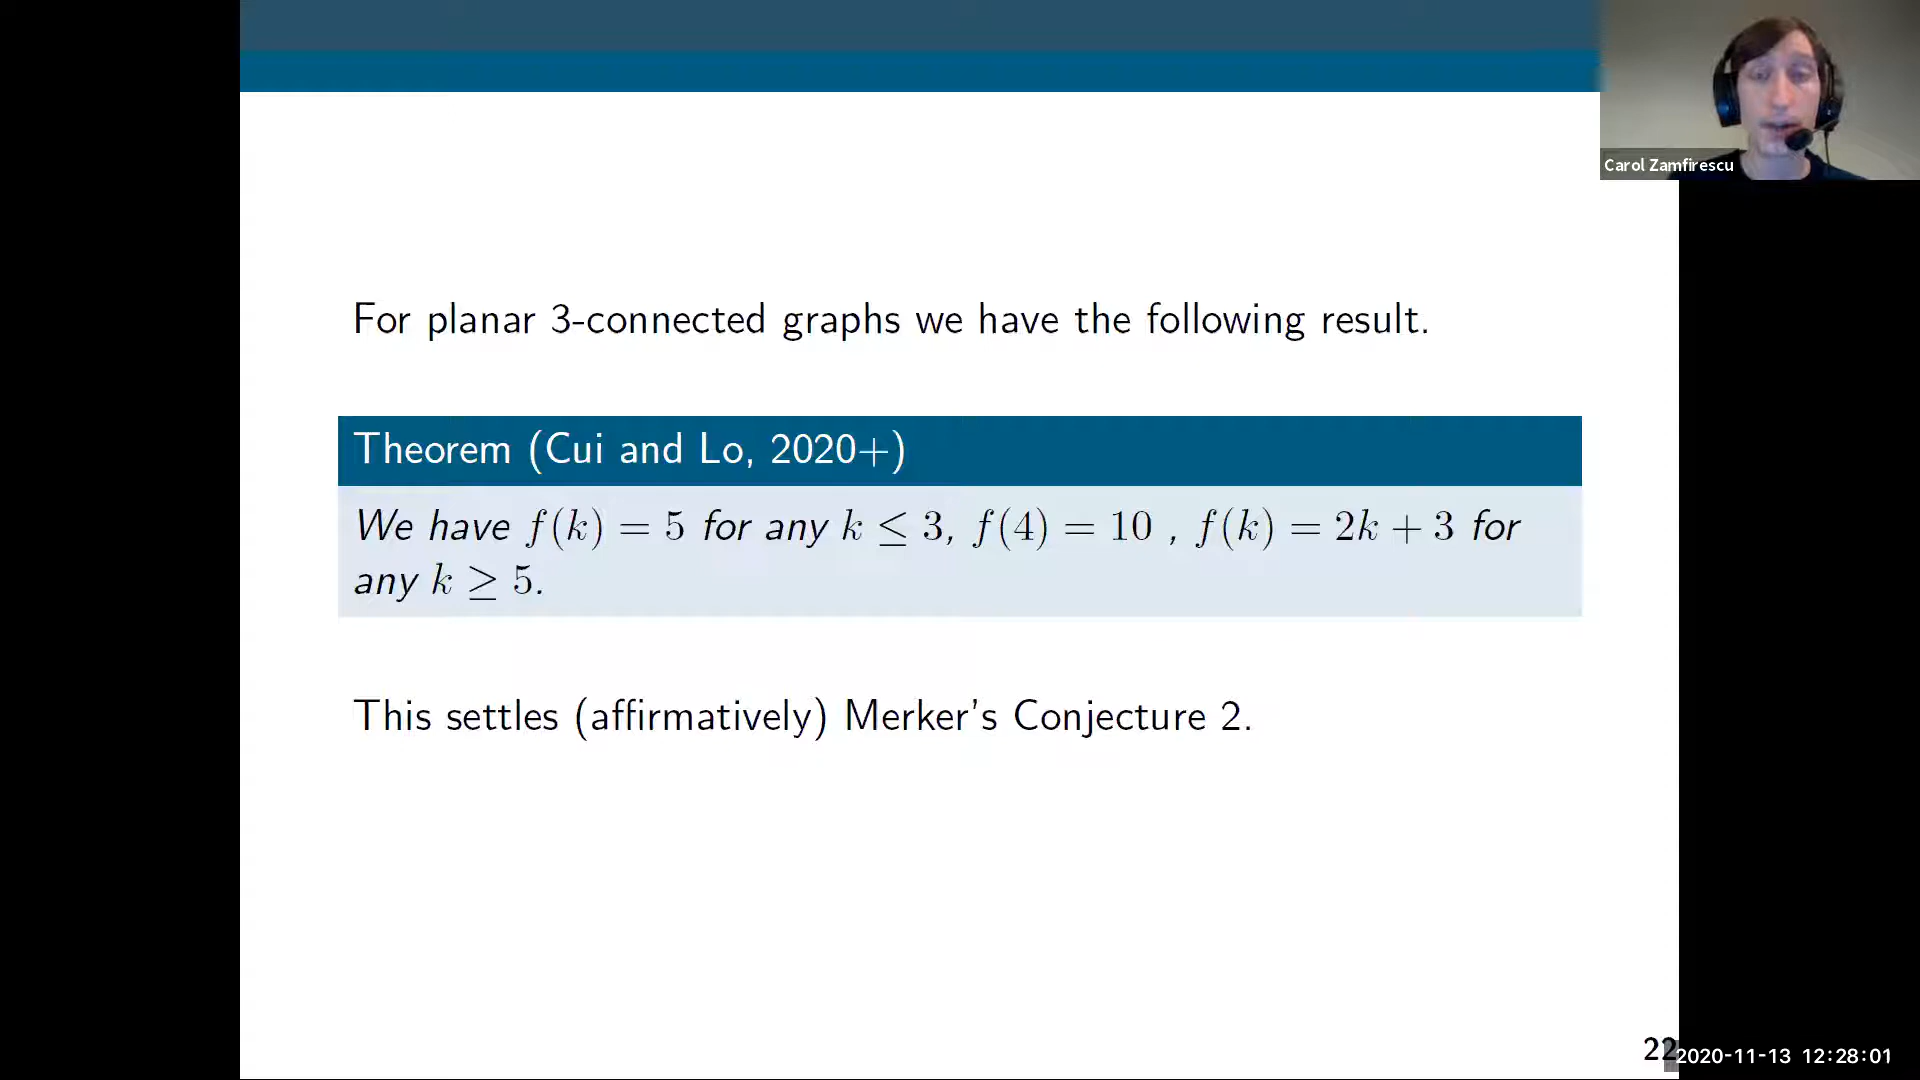 Carol Zamfirescu
For planar 3-connected graphs we have the following result.
Theorem (Cui and Lo, 2020+)
We have f(k) = 5 for any k ≤ 3, f(4) = 10 , f(k) = 2k + 3 for
any k ≥ 5.
This settles (affirmatively) Merker's Conjecture 2.
22
2020-11-13 12:28:01